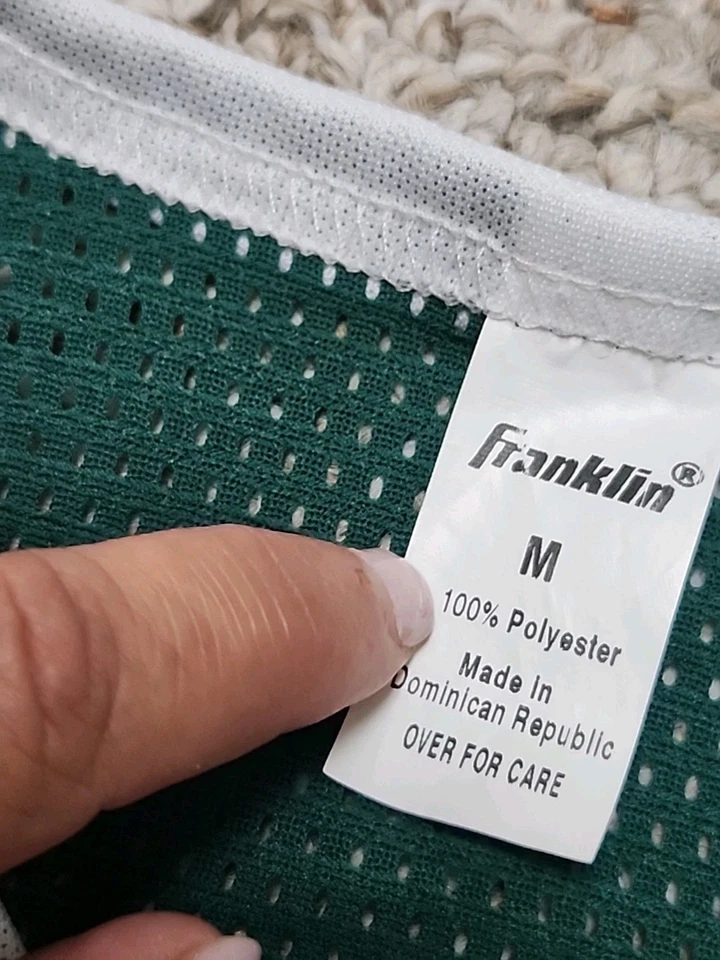 Franklin®
M
100% Polyester
Made In
Dominican Republic
OVER FOR CARE